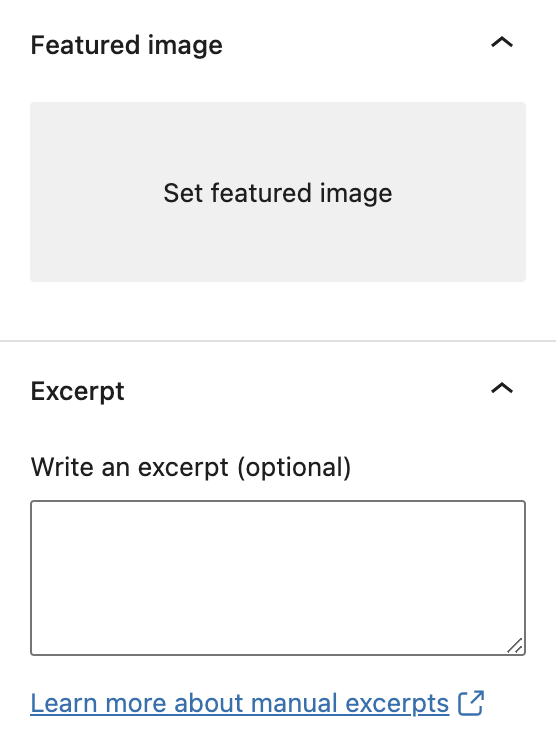 Featured image
Set featured image
Excerpt
Write an excerpt (optional)
Learn more about manual excerpts